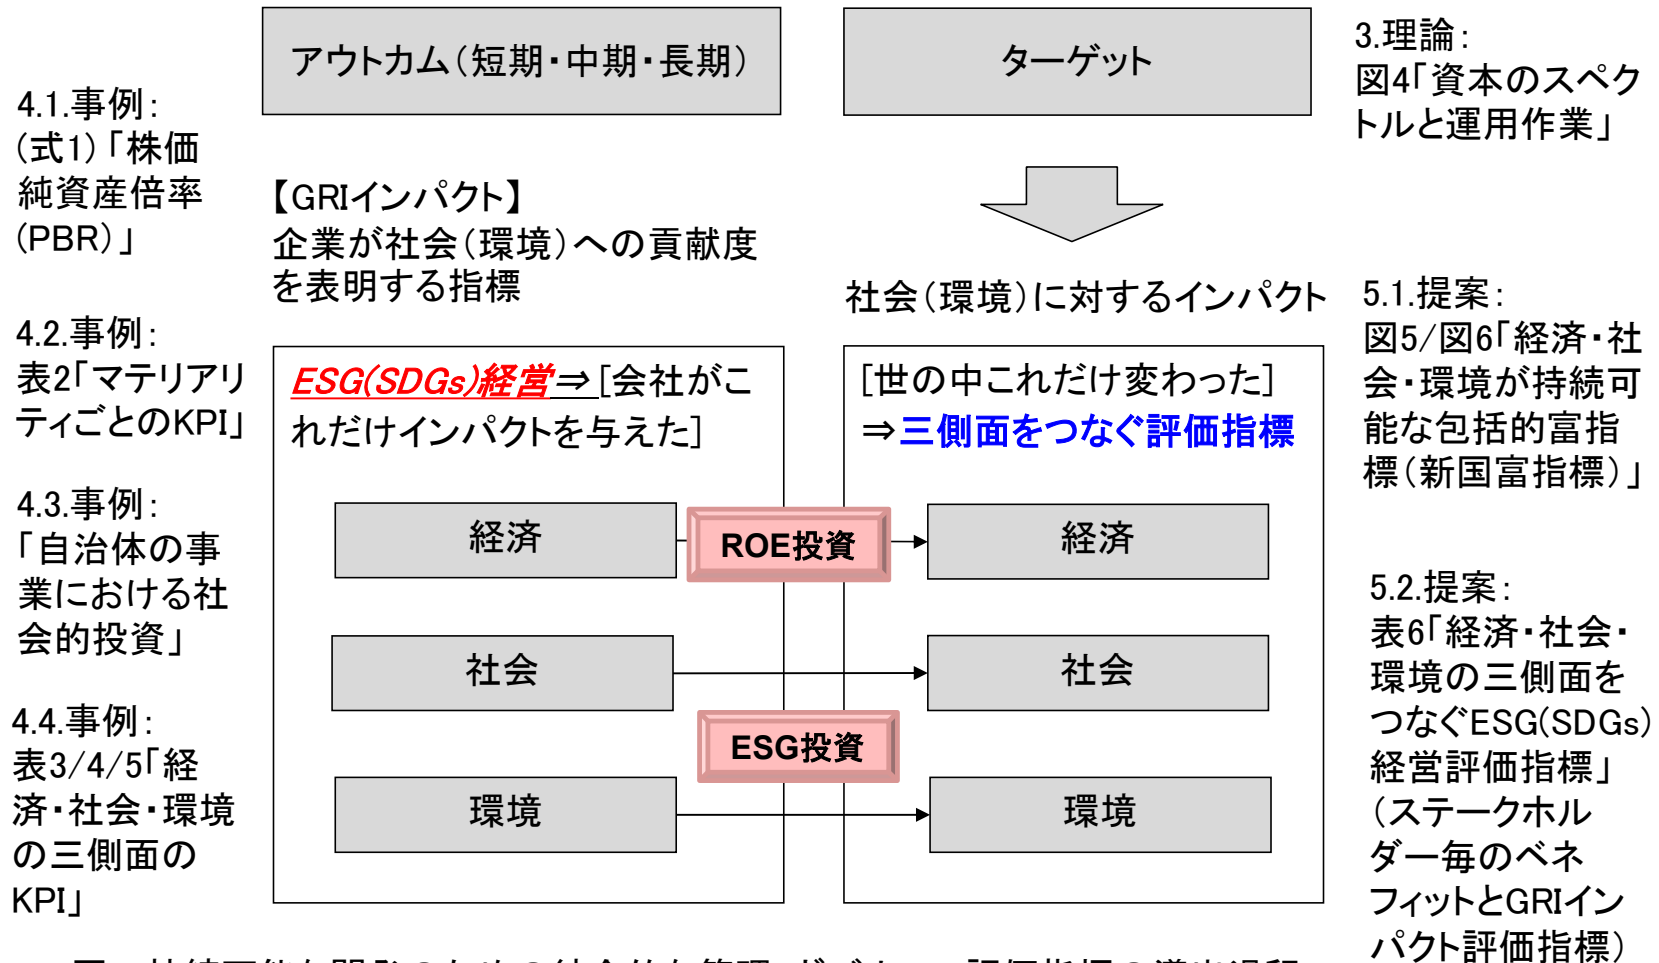 アウトカム（短期・中期・長期）
ターゲット
3.理論：
図4「資本のスペク
トルと運用作業」
4.1.事例：
(式1)「株価
純資産倍率
(PBR)」
【GRIインパクト】
企業が社会（環境）への貢献度
を表明する指標
社会（環境）に対するインパクト
4.2.事例：
表2「マテリアリ
ティごとのKPI」
ESG(SDGs)経営⇒[会社がこ
れだけインパクトを与えた]
[世の中これだけ変わった]
⇒三側面をつなぐ評価指標
5.1.提案：
図5/図6「経済・社
会・環境が持続可
能な包括的富指
標（新国富指標）」
4.3.事例：
「自治体の事
業における社
会的投資」
経済
ROE投資
経済
社会
社会
ESG投資
環境
環境
4.4.事例：
表3/4/5「経
済・社会・環境
の三側面の
KPI」
5.2.提案：
表6「経済・社会・
環境の三側面を
つなぐESG(SDGs)
経営評価指標」
（ステークホル
ダー毎のベネ
フィットとGRIイン
パクト評価指標）